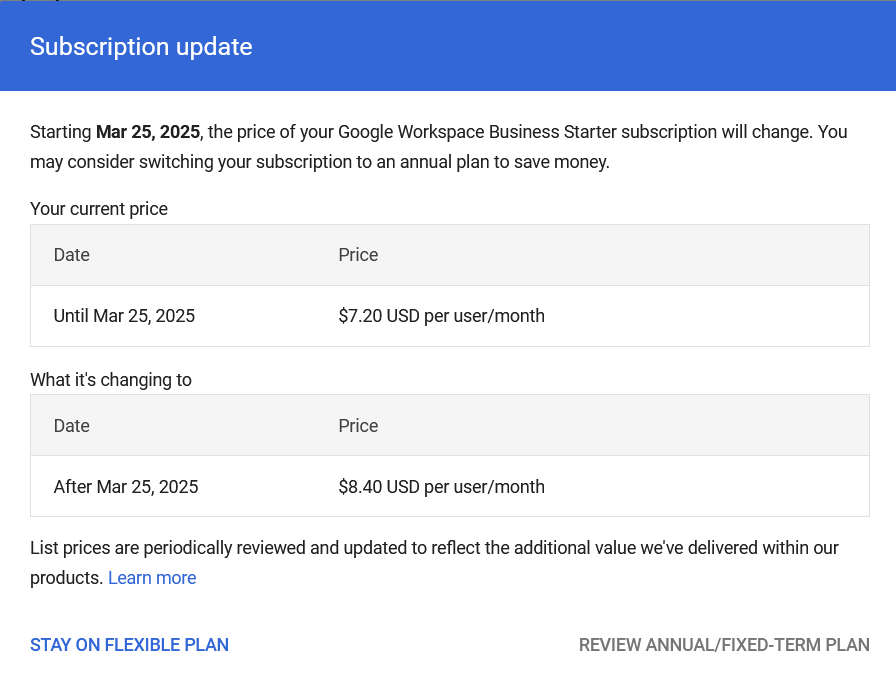 Subscription update
Starting Mar 25, 2025, the price of your Google Workspace Business Starter subscription will change. You
may consider switching your subscription to an annual plan to save money.
Your current price
Date Price
Until Mar 25, 2025 $7.20 USD per user/month
What it's changing to
Date Price
After Mar 25, 2025 $8.40 USD per user/month
List prices are periodically reviewed and updated to reflect the additional value we've delivered within our
products. Learn more
STAY ON FLEXIBLE PLAN REVIEW ANNUAL/FIXED-TERM PLAN